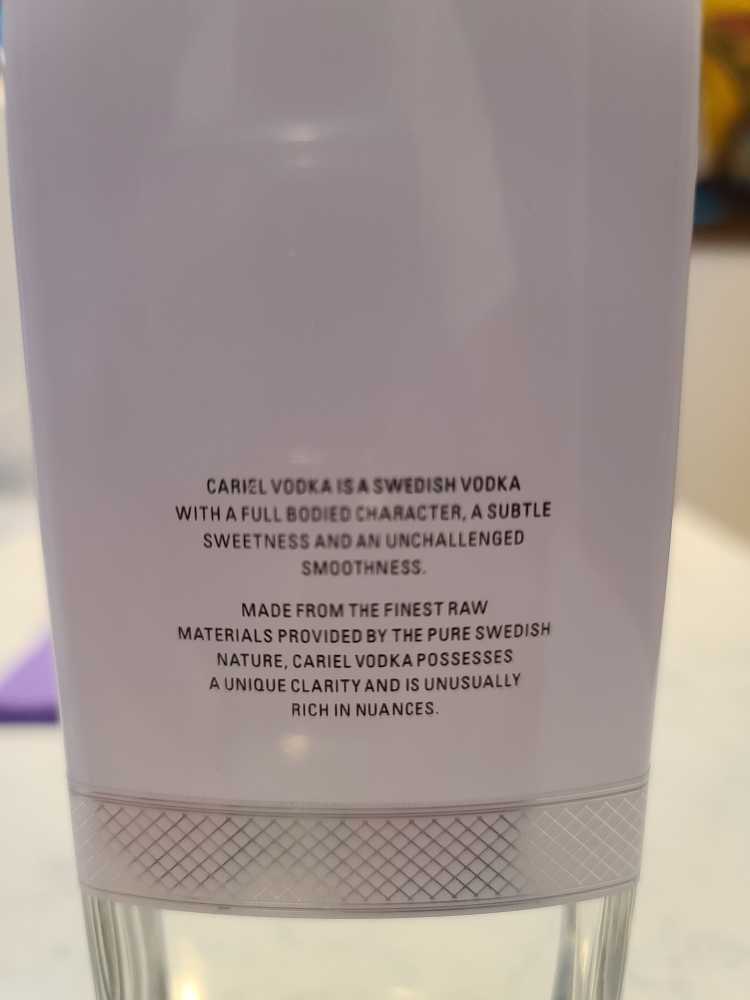 CARIEL VODKA IS A SWEDISH VODKA
WITH A FULL BODIED CHARACTER, A SUBTLE
SWEETNESS AND AN UNCHALLENGED
SMOOTHNESS.
MADE FROM THE FINEST RAW
MATERIALS PROVIDED BY THE PURE SWEDISH
NATURE, CARIEL VODKA POSSESSES
A UNIQUE CLARITY AND IS UNUSUALLY
RICH IN NUANCES.